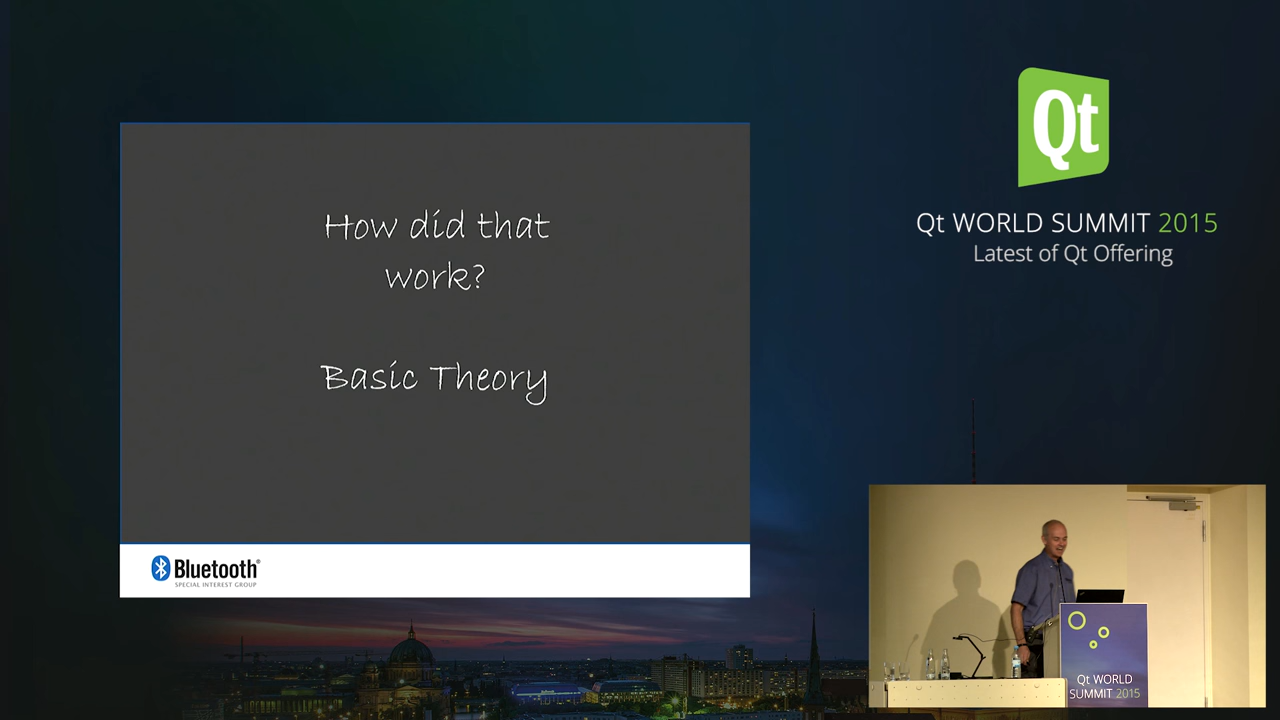 How did that
work?
Basic Theory
Bluetooth®
SPECIAL INTEREST GROUP
Qt
Qt WORLD SUMMIT 2015
Latest of Qt Offering
Qt WORLD
SUMMIT 2015